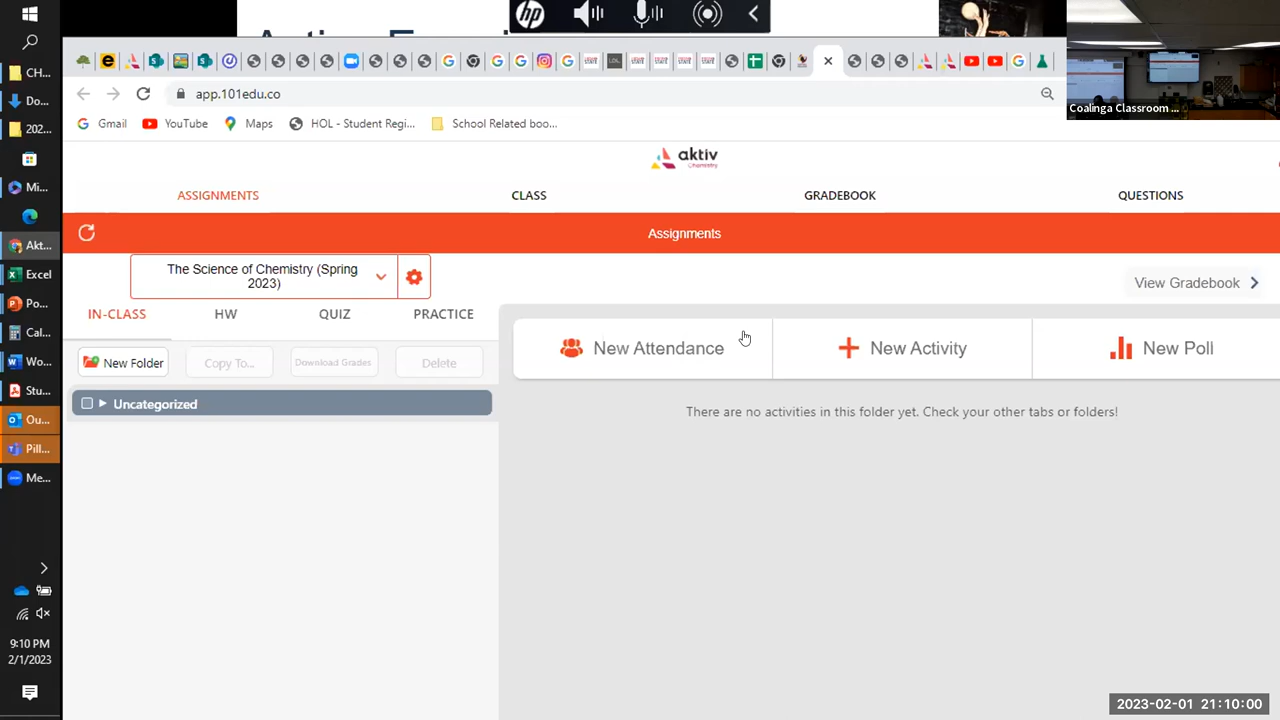 hp
CH...
Do...
202...
Mi...
Akt...
Excel
Po...
Cal...
Wo...
Stu...
Ou...
Pill...
Me...
9:10 PM
2/1/2023
Coalinga Classroom ...
LOL
app.101edu.co
Gmail
YouTube
Maps
HOL - Student Regi...
School Related boo...
aktiv
Chemistry
ASSIGNMENTS
CLASS
GRADEBOOK
QUESTIONS
Assignments
The Science of Chemistry (Spring
2023)
View Gradebook
IN-CLASS
HW
QUIZ
PRACTICE
New Folder
Copy To...
Download Grades
Delete
New Attendance
New Activity
New Poll
Uncategorized
There are no activities in this folder yet. Check your other tabs or folders!
2023-02-01 21:10:00